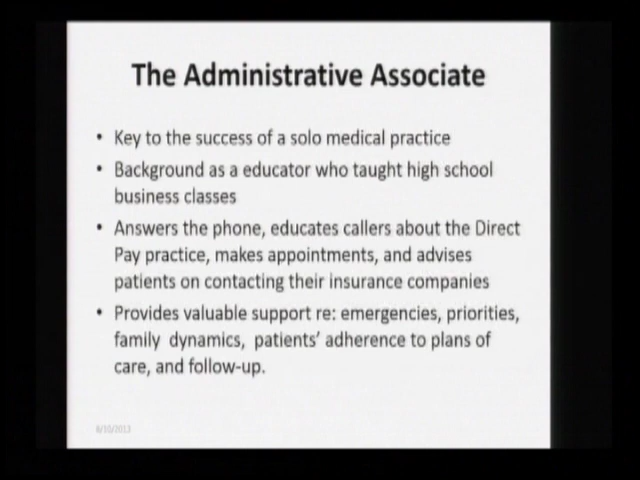 The Administrative Associate
• Key to the success of a solo medical practice
• Background as a educator who taught high school
business classes
• Answers the phone, educates callers about the Direct
Pay practice, makes appointments, and advises
patients on contacting their insurance companies
• Provides valuable support re: emergencies, priorities,
family dynamics, patients' adherence to plans of
care, and follow-up.
8/10/2013